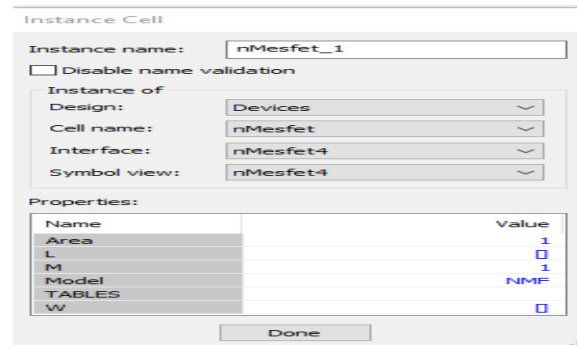 Instance Cell
Instance name: nMesfet_1
Disable name validation
Instance of
Design: Devices
Cell name: nMesfet
Interface: nMesfet4
Symbol view: nMesfet4
Properties:
Name Value
Area 1
L []
M 1
Model NMF
TABLES
W []
Done